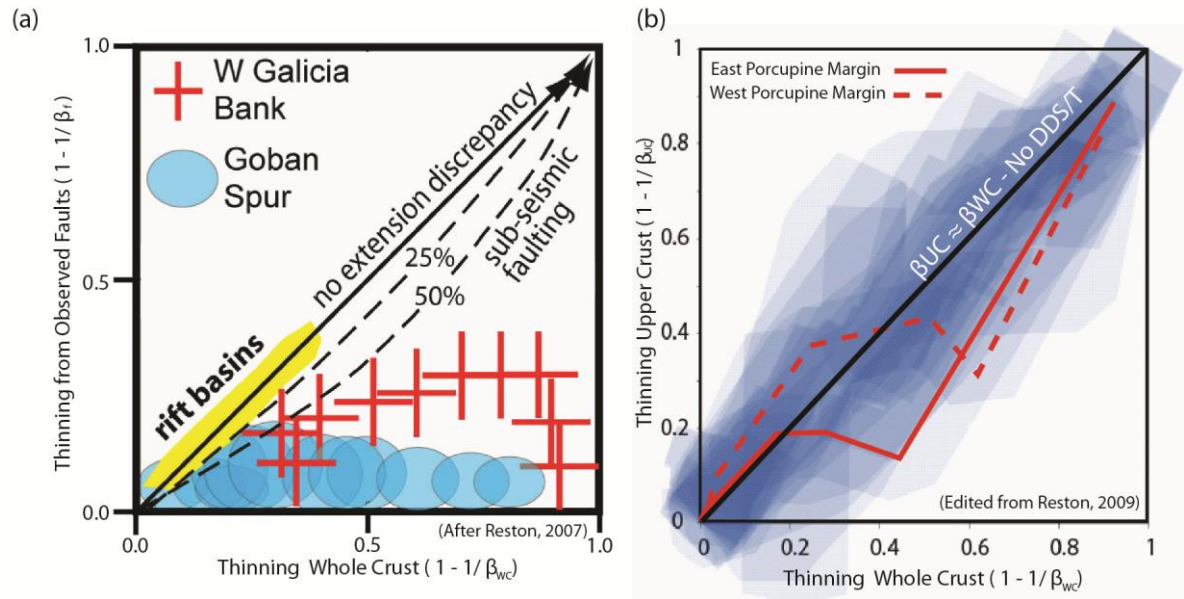 (a)
1.0
W Galicia
Bank
Goban
Spur
no extension discrepancy
25%
50%
sub-seismic
faulting
rift basins
0.5
0.0
0.0
0.5
1.0
(After Reston, 2007)
Thinning from Observed Faults ( 1 - 1/ βf )
Thinning Whole Crust ( 1 - 1/ βWC)
(b)
1
East Porcupine Margin
West Porcupine Margin
0.8
0.6
0.4
0.2
0
βUC ≈ βWC - No DDS/T
(Edited from Reston, 2009)
0
0.2
0.4
0.6
0.8
1
Thinning Upper Crust ( 1 - 1/ βUC)
Thinning Whole Crust ( 1 - 1/ βWC)